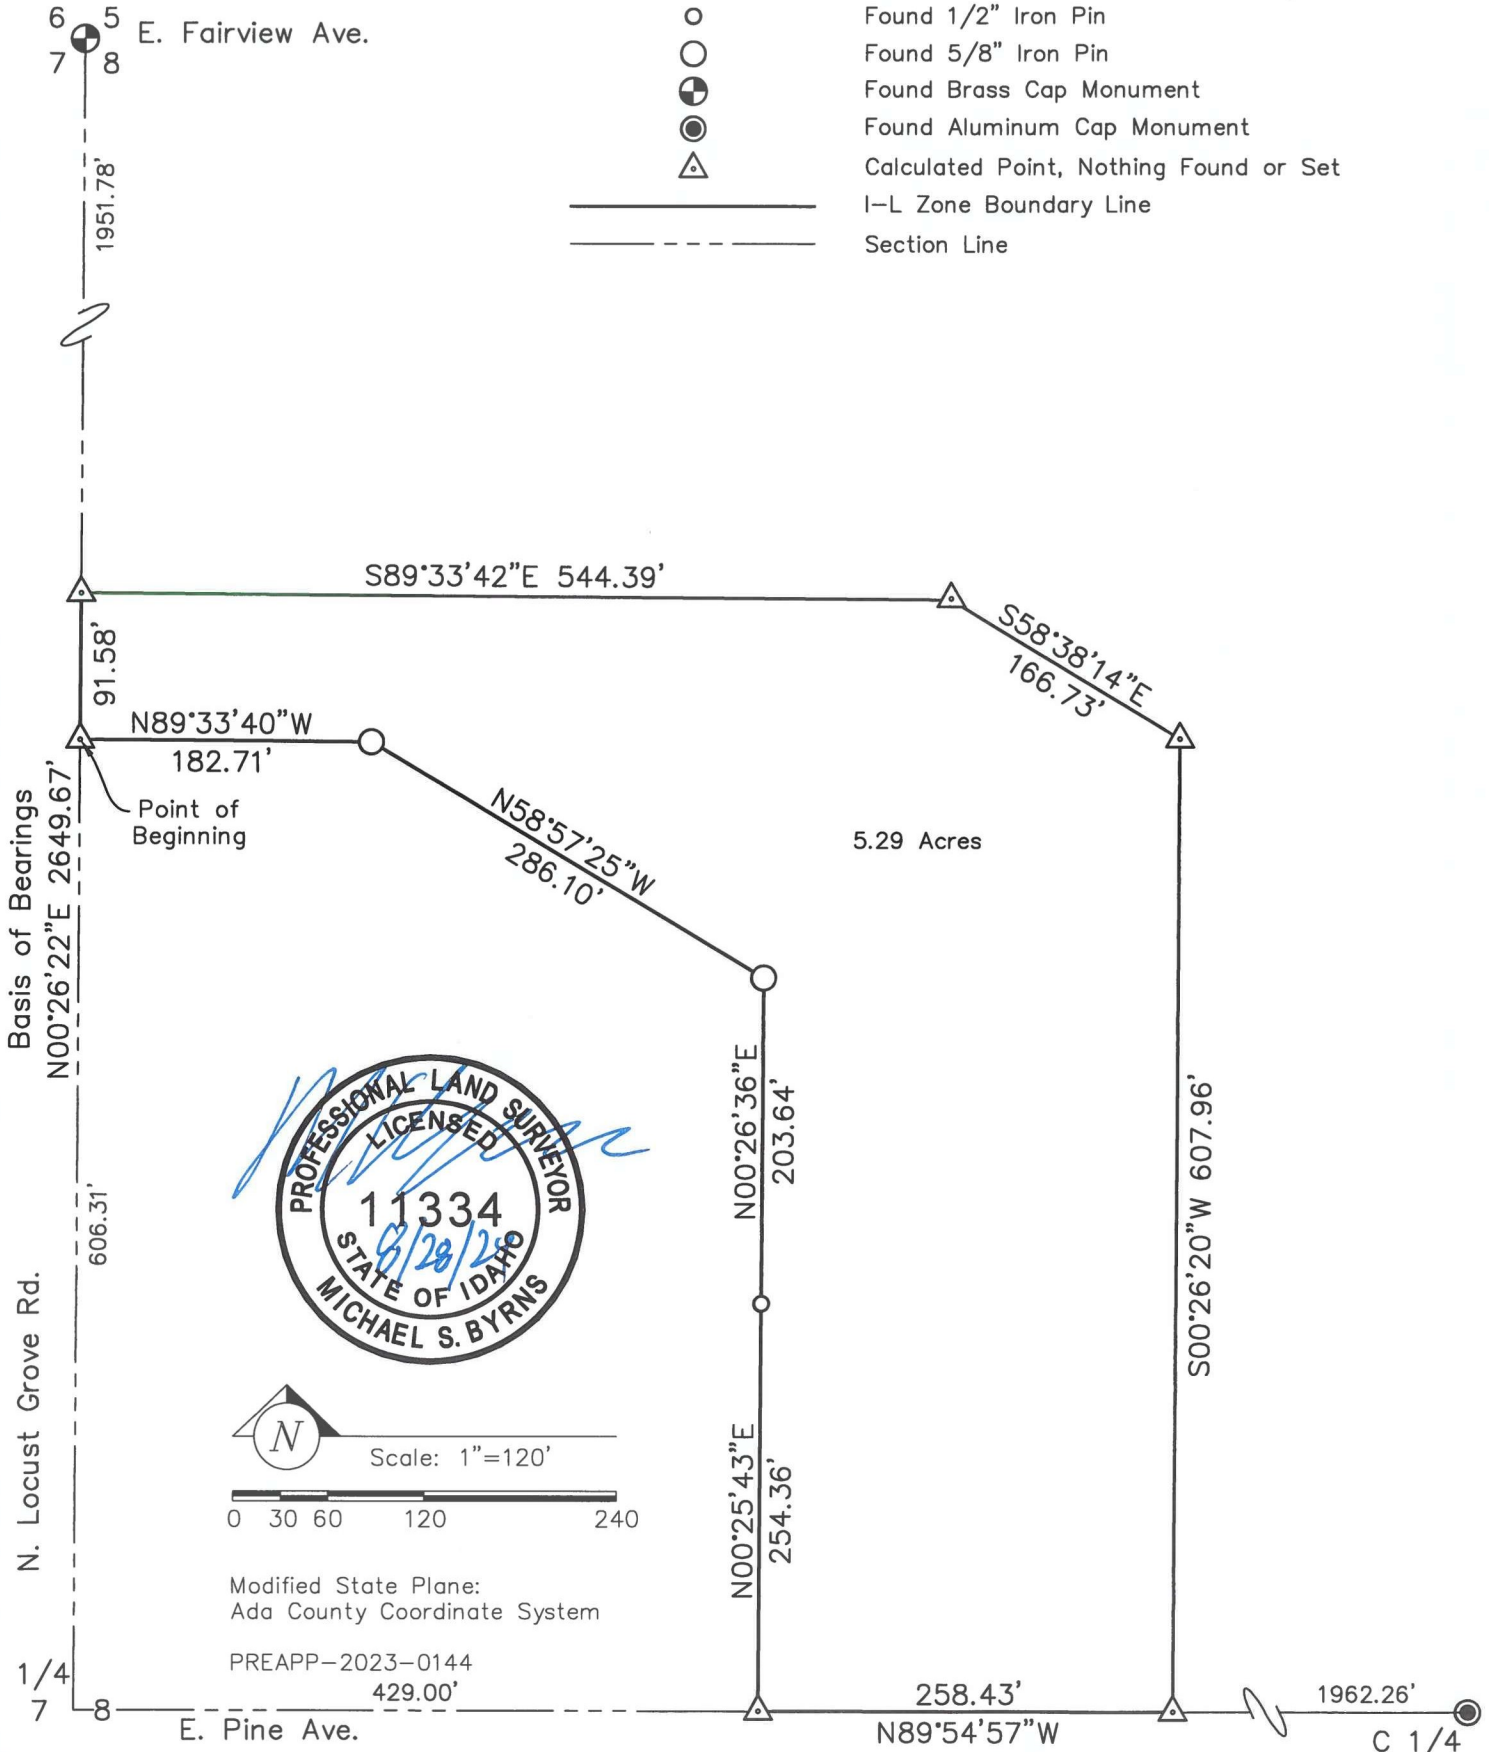 6 5
7 8
E. Fairview Ave.
Found 1/2" Iron Pin
Found 5/8" Iron Pin
Found Brass Cap Monument
Found Aluminum Cap Monument
Calculated Point, Nothing Found or Set
I-L Zone Boundary Line
Section Line
1951.78'
S89°33'42"E 544.39'
S58°38'14"E
166.73'
91.58'
N89°33'40"W
182.71'
Point of
Beginning
N58°57'25"W
286.10'
5.29 Acres
Basis of Bearings
N00°26'22"E 2649.67'
N00°26'36"E
203.64'
S00°26'20"W 607.96'
606.31'
PROFESSIONAL LAND SURVEYOR
LICENSED
11334
STATE OF IDAHO
MICHAEL S. BYRNS
N. Locust Grove Rd.
N
Scale: 1"=120'
0 30 60 120 240
N00°25'43"E
254.36'
Modified State Plane:
Ada County Coordinate System
PREAPP-2023-0144
1/4
7 8
429.00'
E. Pine Ave.
258.43'
N89°54'57"W
1962.26'
C 1/4